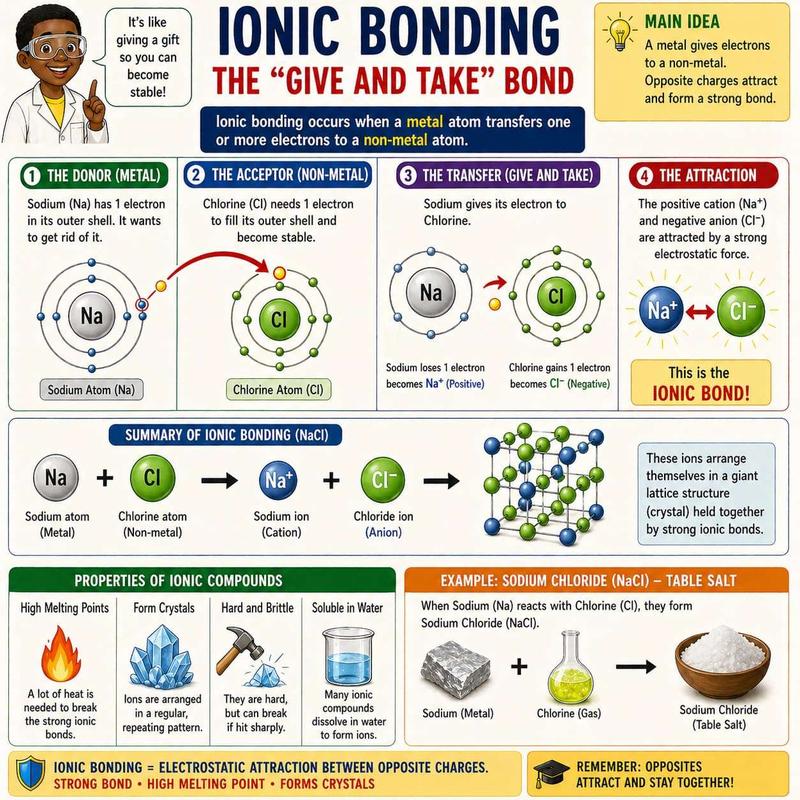 It's like
giving a gift
so you can
become
stable!
IONIC BONDING
THE “GIVE AND TAKE” BOND
Ionic bonding occurs when a metal atom transfers one
or more electrons to a non-metal atom.
MAIN IDEA
A metal gives electrons
to a non-metal.
Opposite charges attract
and form a strong bond.
1 THE DONOR (METAL)
Sodium (Na) has 1 electron
in its outer shell. It wants
to get rid of it.
Na
Sodium Atom (Na)
2 THE ACCEPTOR (NON-METAL)
Chlorine (Cl) needs 1 electron
to fill its outer shell and
become stable.
Cl
Chlorine Atom (Cl)
3 THE TRANSFER (GIVE AND TAKE)
Sodium gives its electron to
Chlorine.
Na
Cl
Sodium loses 1 electron
becomes Na⁺ (Positive)
Chlorine gains 1 electron
becomes Cl⁻ (Negative)
4 THE ATTRACTION
The positive cation (Na⁺)
and negative anion (Cl⁻)
are attracted by a strong
electrostatic force.
Na⁺
Cl⁻
This is the
IONIC BOND!
SUMMARY OF IONIC BONDING (NaCl)
Na + Cl → Na⁺ + Cl⁻ →
Sodium atom
(Metal)
Chlorine atom
(Non-metal)
Sodium ion
(Cation)
Chloride ion
(Anion)
These ions arrange
themselves in a giant
lattice structure
(crystal) held together
by strong ionic bonds.
PROPERTIES OF IONIC COMPOUNDS
High Melting Points
A lot of heat is
needed to break
the strong ionic
bonds.
Form Crystals
Ions are arranged
in a regular,
repeating pattern.
Hard and Brittle
They are hard,
but can break
if hit sharply.
Soluble in Water
Many ionic
compounds
dissolve in water
to form ions.
EXAMPLE: SODIUM CHLORIDE (NaCl) – TABLE SALT
When Sodium (Na) reacts with Chlorine (Cl), they form
Sodium Chloride (NaCl).
+ →
Sodium (Metal)
Chlorine (Gas)
Sodium Chloride
(Table Salt)
IONIC BONDING = ELECTROSTATIC ATTRACTION BETWEEN OPPOSITE CHARGES.
STRONG BOND • HIGH MELTING POINT • FORMS CRYSTALS
REMEMBER: OPPOSITES
ATTRACT AND STAY TOGETHER!